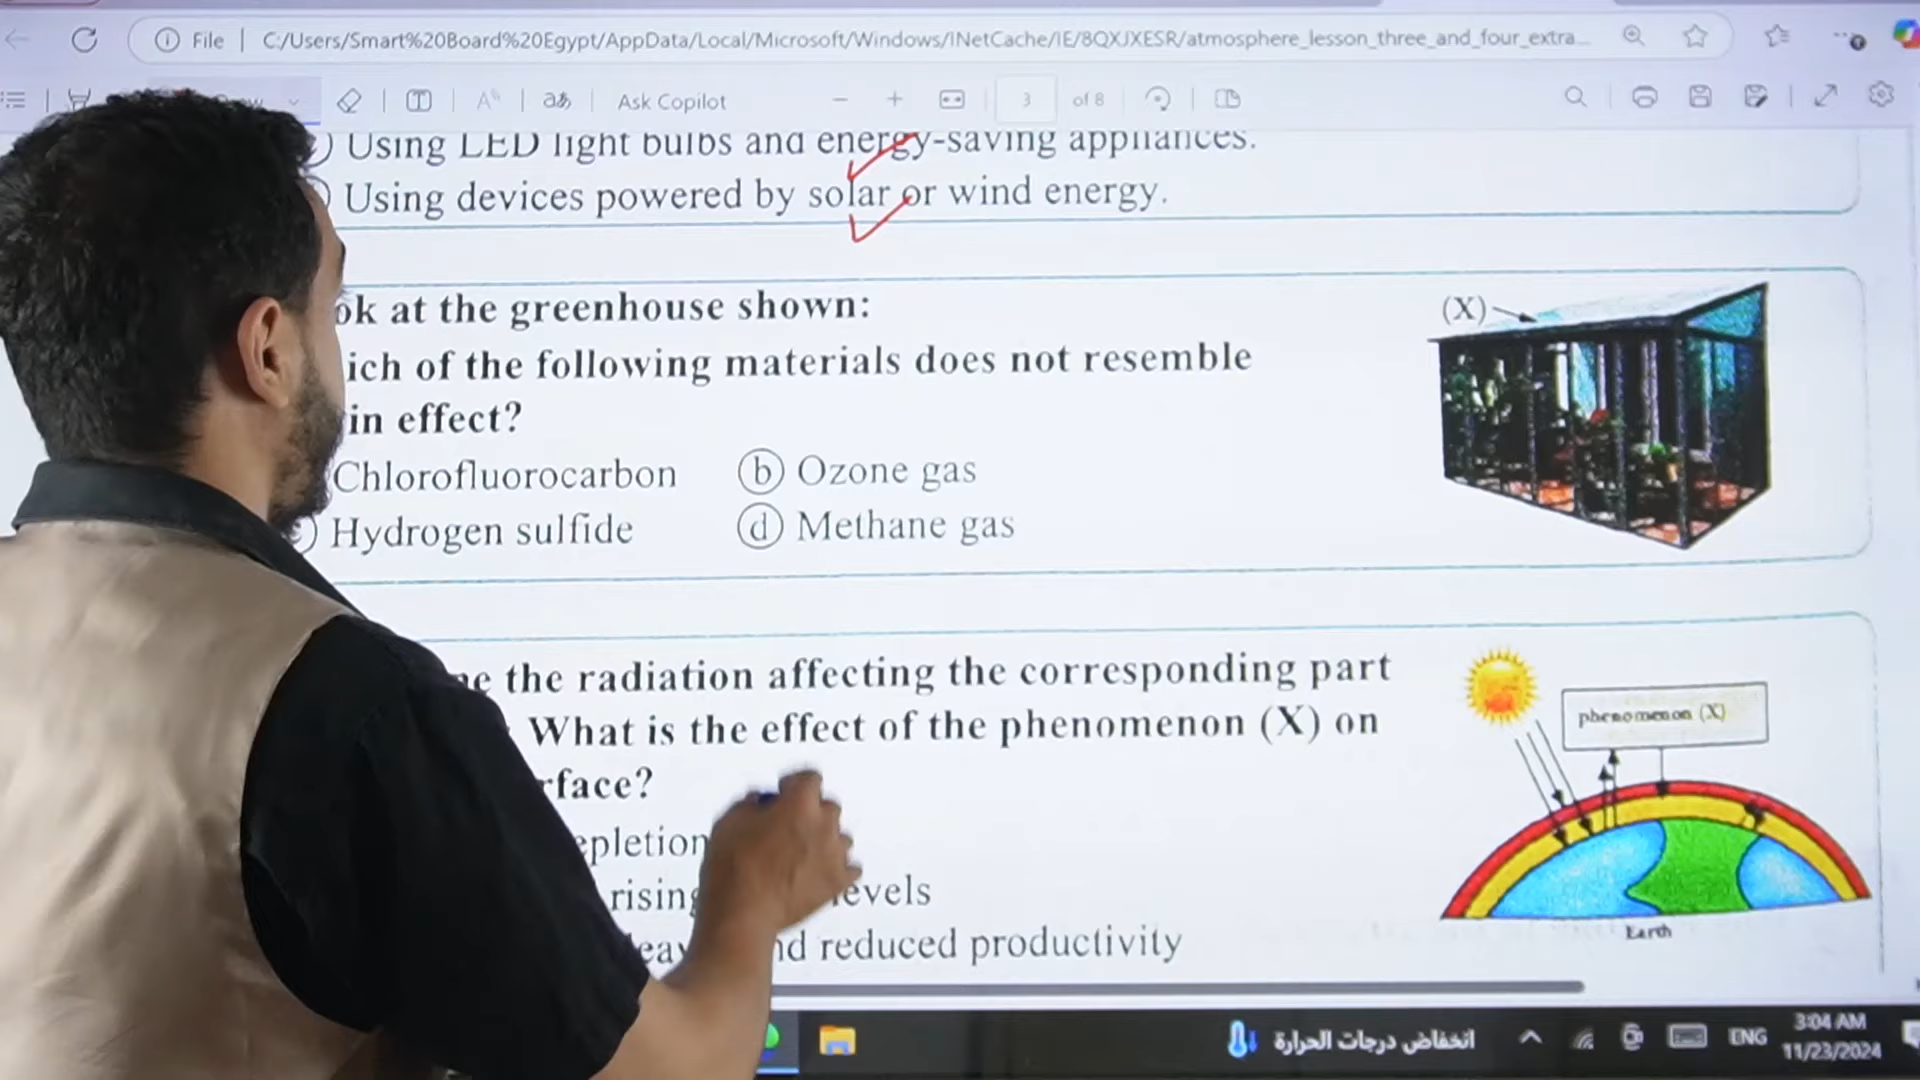 File | C:/Users/Smart%20Board%20Egypt/AppData/Local/Microsoft/Windows/INetCache/IE/8QXJXESR/atmosphere_lesson_three_and_four_extra...
Ask Copilot
3 of 8
Using LED light bulbs and energy-saving appliances.
Using devices powered by solar or wind energy.
ok at the greenhouse shown:
ich of the following materials does not resemble
in effect?
Chlorofluorocarbon (b) Ozone gas
Hydrogen sulfide (d) Methane gas
(X)
the radiation affecting the corresponding part
What is the effect of the phenomenon (X) on
rface?
epletion
rising evels
nd reduced productivity
phenomenon (X)
Earth
انخفاض درجات الحرارة
ENG
3:04 AM
11/23/2024